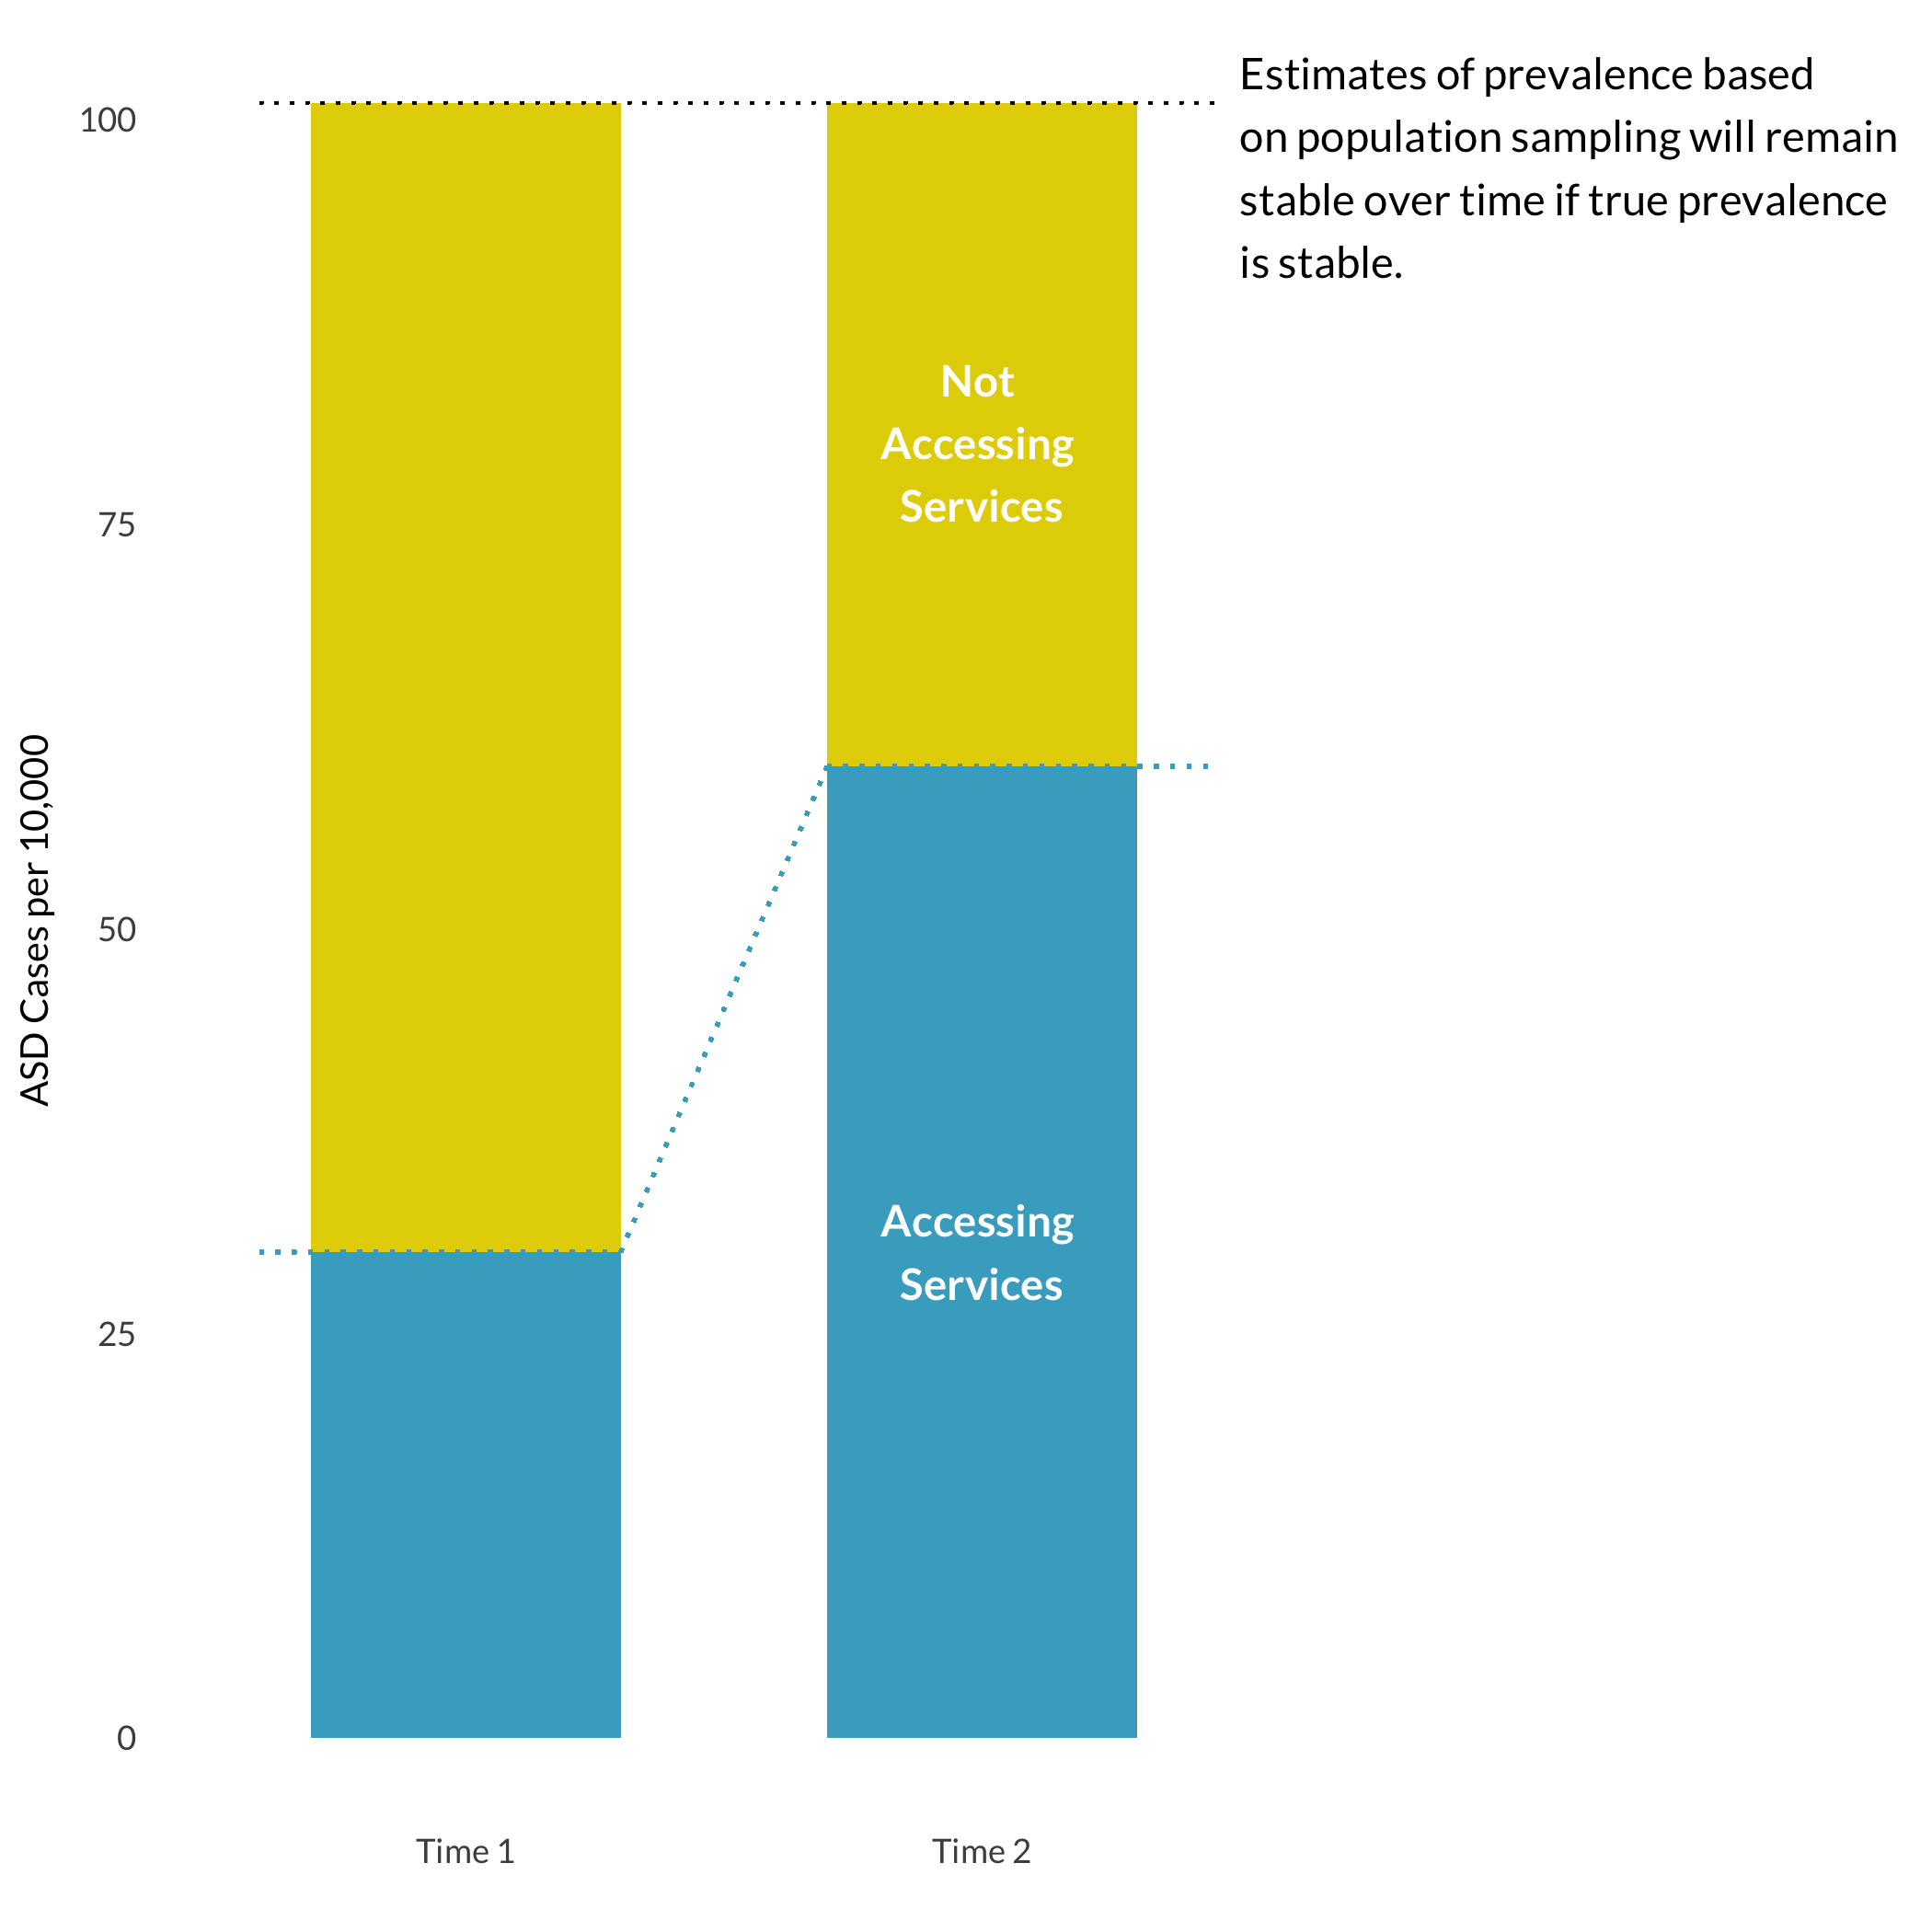 Estimates of prevalence based
on population sampling will remain
stable over time if true prevalence
is stable.
100
75
50
25
0
ASD Cases per 10,000
Not
Accessing
Services
Accessing
Services
Time 1
Time 2